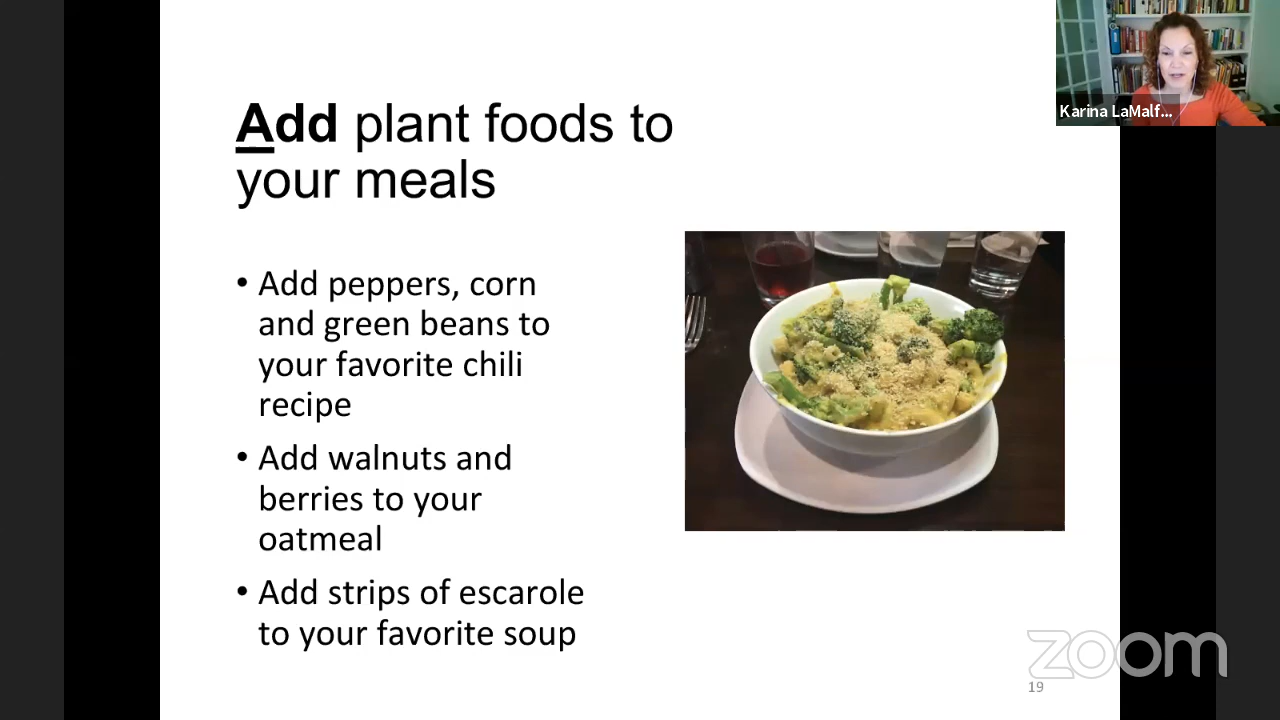 Karina LaMalf...
Add plant foods to
your meals
• Add peppers, corn
and green beans to
your favorite chili
recipe
• Add walnuts and
berries to your
oatmeal
• Add strips of escarole
to your favorite soup
zoom
19